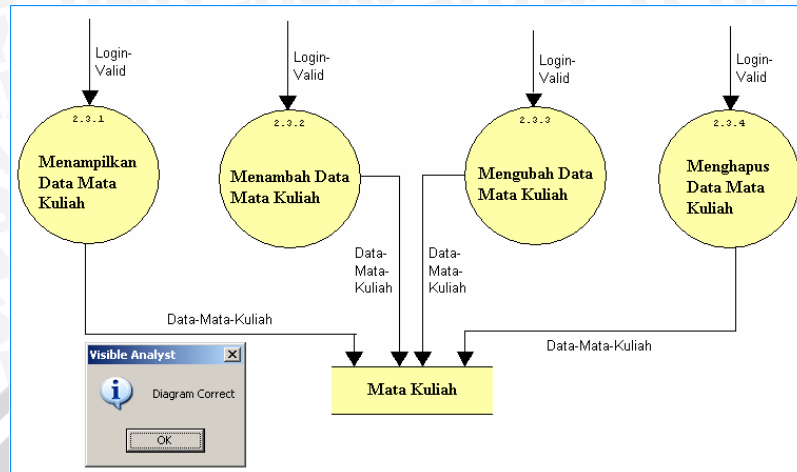 Login-
Valid
Login-
Valid
Login-
Valid
Login-
Valid
2.3.1
Menampilkan
Data Mata
Kuliah
2.3.2
Menambah Data
Mata Kuliah
2.3.3
Mengubah Data
Mata Kuliah
2.3.4
Menghapus
Data Mata
Kuliah
Data-
Mata-
Kuliah
Data-
Mata-
Kuliah
Data-Mata-Kuliah
Data-Mata-Kuliah
Mata Kuliah
Visible Analyst
Diagram Correct
OK